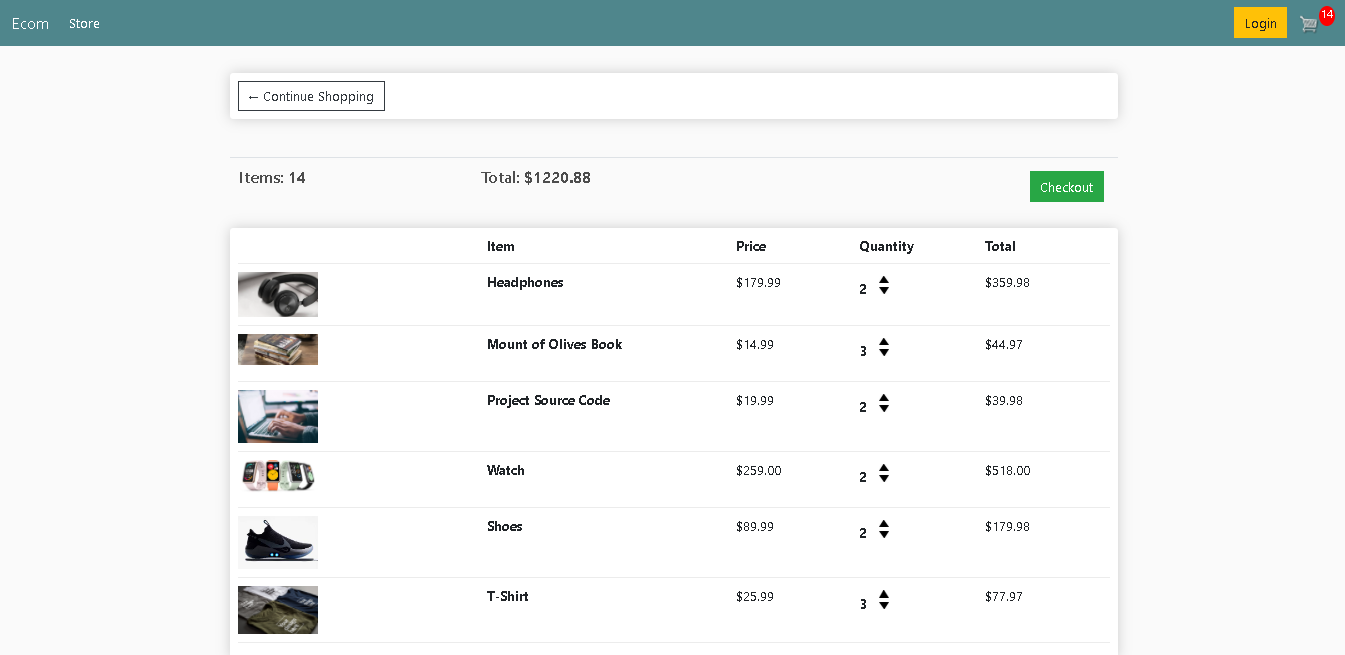 Ecom Store Login 14
← Continue Shopping
Items: 14 Total: $1220.88 Checkout
Item Price Quantity Total
Headphones $179.99 2 $359.98
Mount of Olives Book $14.99 3 $44.97
Project Source Code $19.99 2 $39.98
Watch $259.00 2 $518.00
Shoes $89.99 2 $179.98
T-Shirt $25.99 3 $77.97